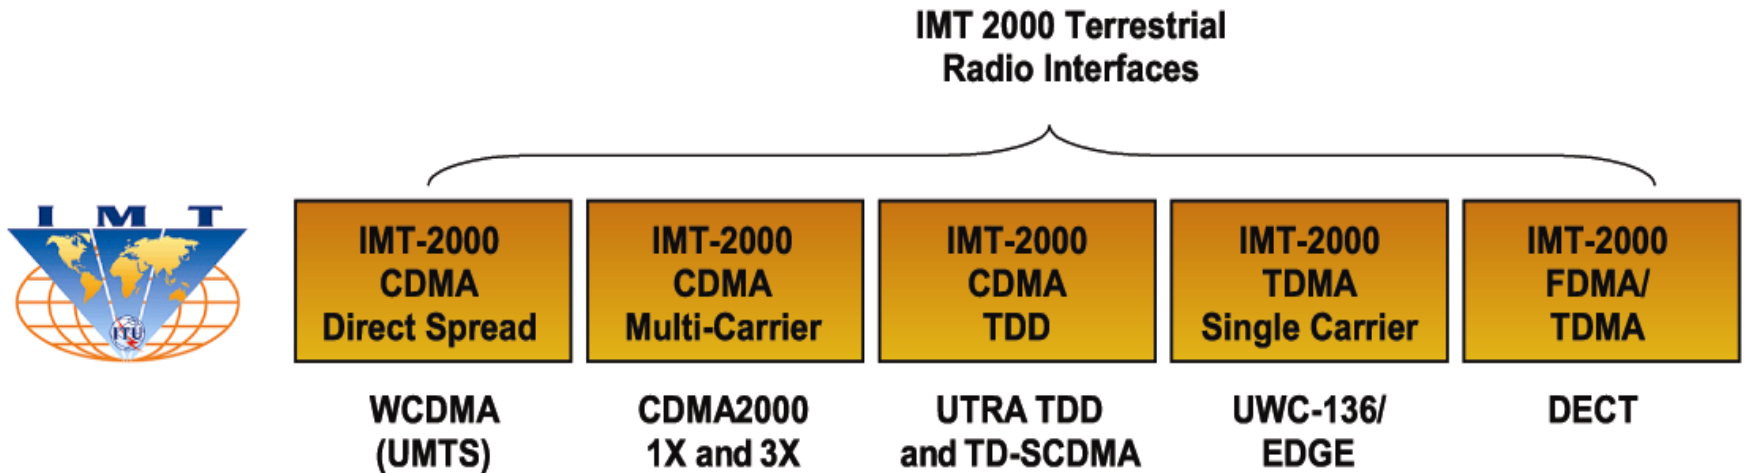 IMT 2000 Terrestrial
Radio Interfaces
I M T
ITU
IMT-2000
CDMA
Direct Spread
IMT-2000
CDMA
Multi-Carrier
IMT-2000
CDMA
TDD
IMT-2000
TDMA
Single Carrier
IMT-2000
FDMA/
TDMA
WCDMA
(UMTS)
CDMA2000
1X and 3X
UTRA TDD
and TD-SCDMA
UWC-136/
EDGE
DECT